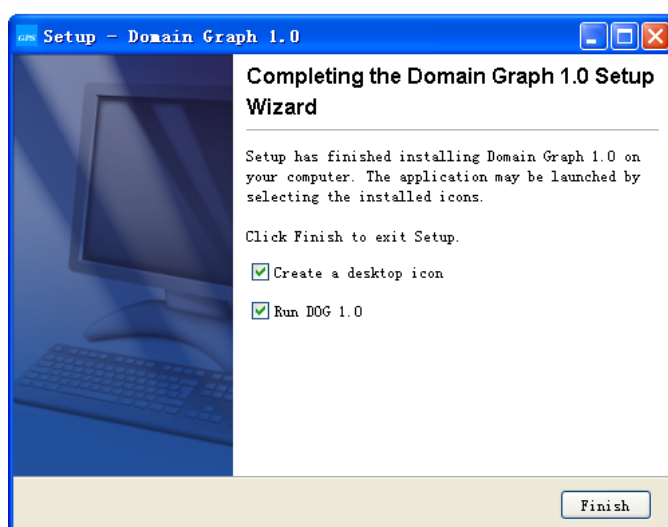 GPS Setup - Domain Graph 1.0
Completing the Domain Graph 1.0 Setup
Wizard
Setup has finished installing Domain Graph 1.0 on
your computer. The application may be launched by
selecting the installed icons.
Click Finish to exit Setup.
Create a desktop icon
Run DOG 1.0
Finish